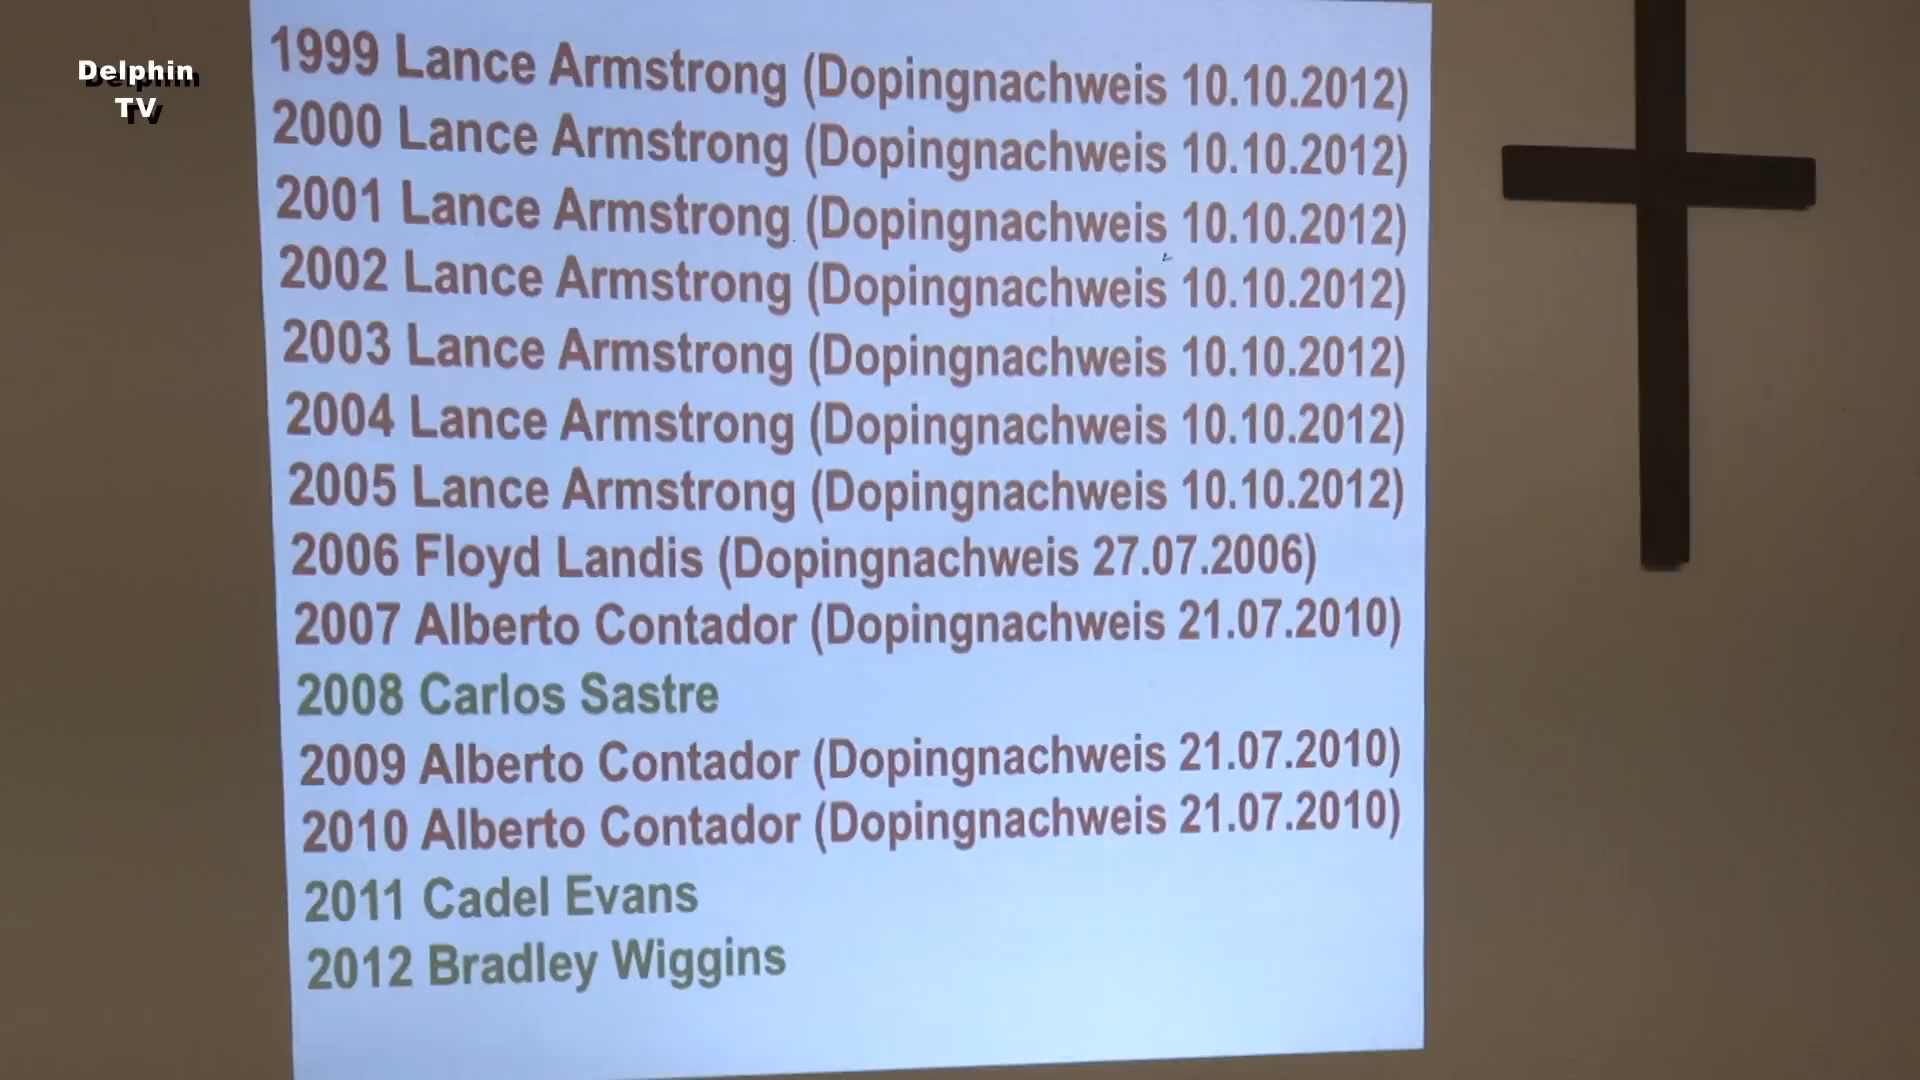 Delphin
TV
1999 Lance Armstrong (Dopingnachweis 10.10.2012)
2000 Lance Armstrong (Dopingnachweis 10.10.2012)
2001 Lance Armstrong (Dopingnachweis 10.10.2012)
2002 Lance Armstrong (Dopingnachweis 10.10.2012)
2003 Lance Armstrong (Dopingnachweis 10.10.2012)
2004 Lance Armstrong (Dopingnachweis 10.10.2012)
2005 Lance Armstrong (Dopingnachweis 10.10.2012)
2006 Floyd Landis (Dopingnachweis 27.07.2006)
2007 Alberto Contador (Dopingnachweis 21.07.2010)
2008 Carlos Sastre
2009 Alberto Contador (Dopingnachweis 21.07.2010)
2010 Alberto Contador (Dopingnachweis 21.07.2010)
2011 Cadel Evans
2012 Bradley Wiggins